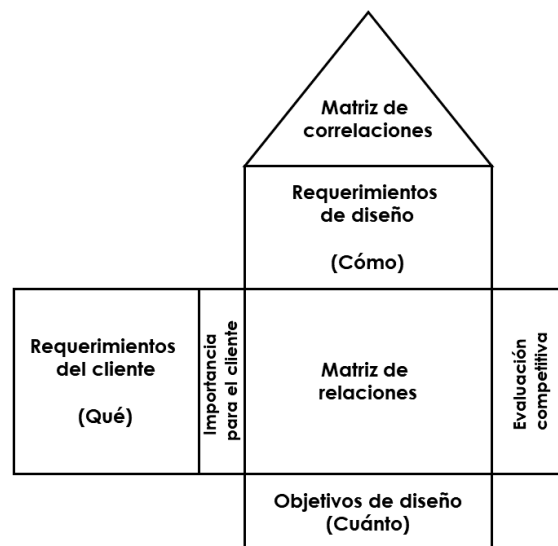 Matriz de
correlaciones
Requerimientos
de diseño
(Cómo)
Requerimientos
del cliente
(Qué)
Importancia
para el cliente
Matriz de
relaciones
Evaluación
competitiva
Objetivos de diseño
(Cuánto)